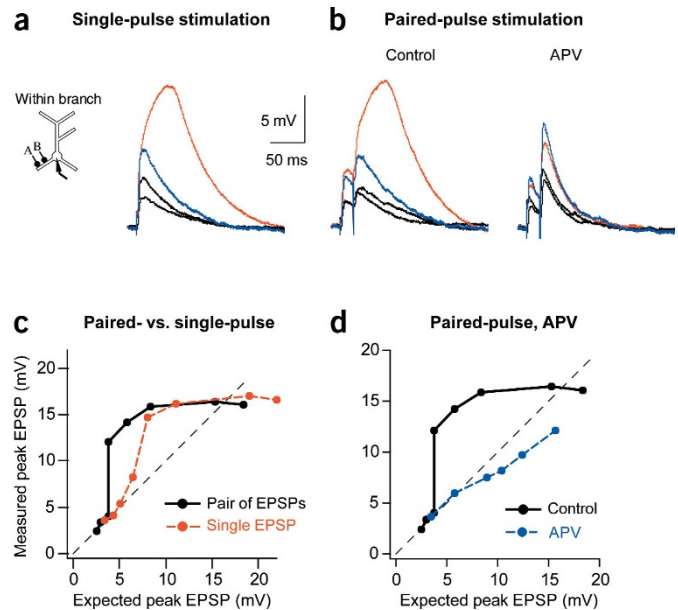 a
Single-pulse stimulation
b
Paired-pulse stimulation
Control
APV
Within branch
A
B
5 mV
50 ms
c
Paired- vs. single-pulse
d
Paired-pulse, APV
Measured peak EPSP (mV)
20
15
10
5
0
Pair of EPSPs
Single EPSP
0 5 10 15 20
Expected peak EPSP (mV)
20
15
10
5
0
Control
APV
0 5 10 15 20
Expected peak EPSP (mV)